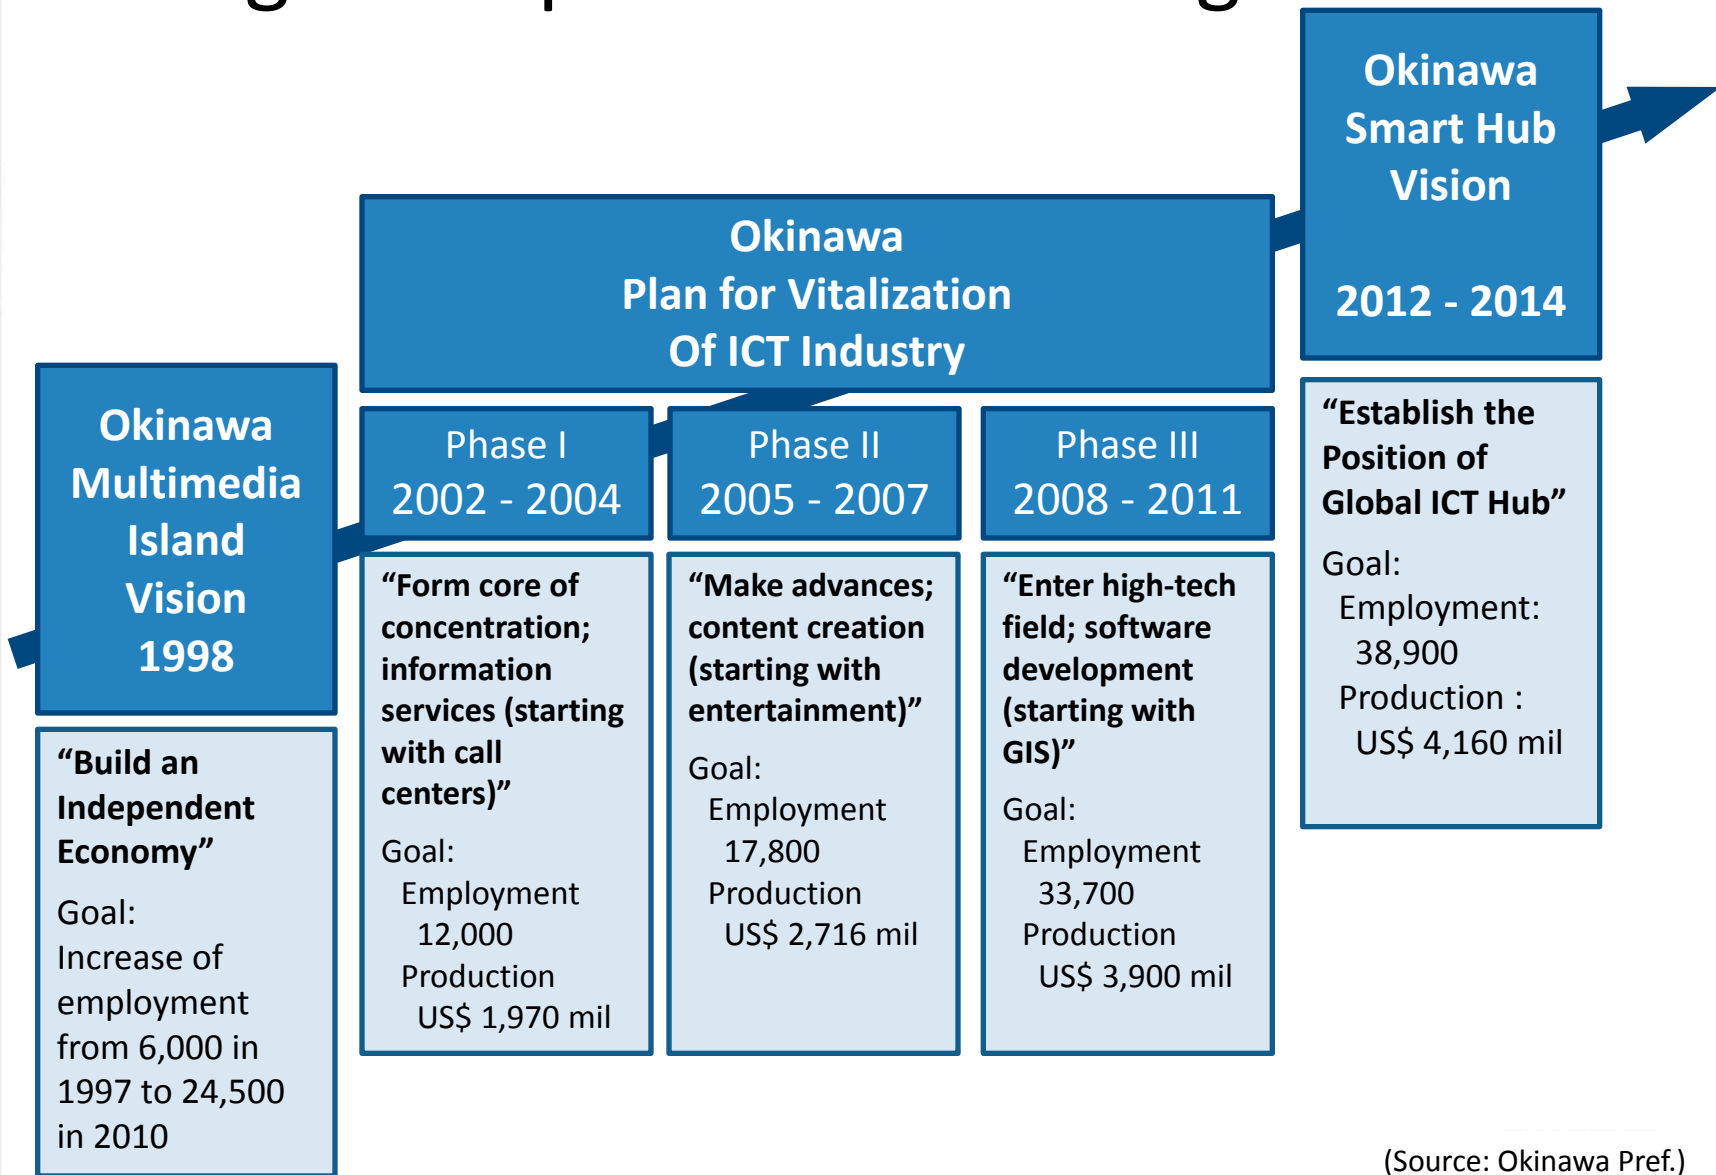 Okinawa
Multimedia
Island
Vision
1998
“Build an
Independent
Economy”
Goal:
Increase of
employment
from 6,000 in
1997 to 24,500
in 2010
Okinawa
Plan for Vitalization
Of ICT Industry
Phase I
2002 - 2004
“Form core of
concentration;
information
services (starting
with call
centers)”
Goal:
Employment
12,000
Production
US$ 1,970 mil
Phase II
2005 - 2007
“Make advances;
content creation
(starting with
entertainment)”
Goal:
Employment
17,800
Production
US$ 2,716 mil
Phase III
2008 - 2011
“Enter high-tech
field; software
development
(starting with
GIS)”
Goal:
Employment
33,700
Production
US$ 3,900 mil
Okinawa
Smart Hub
Vision
2012 - 2014
“Establish the
Position of
Global ICT Hub”
Goal:
Employment:
38,900
Production :
US$ 4,160 mil
(Source: Okinawa Pref.)